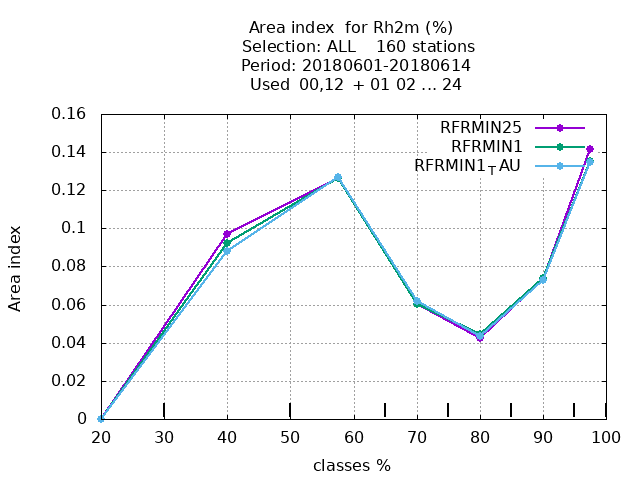 Area index  for Rh2m (%)
Selection: ALL    160 stations
Period: 20180601-20180614
Used  00,12  + 01 02 ... 24
0.16
0.14
0.12
0.1
0.08
0.06
0.04
0.02
0
Area index
RFRMIN25
RFRMIN1
RFRMIN1TAU
20 30 40 50 60 70 80 90 100
classes %